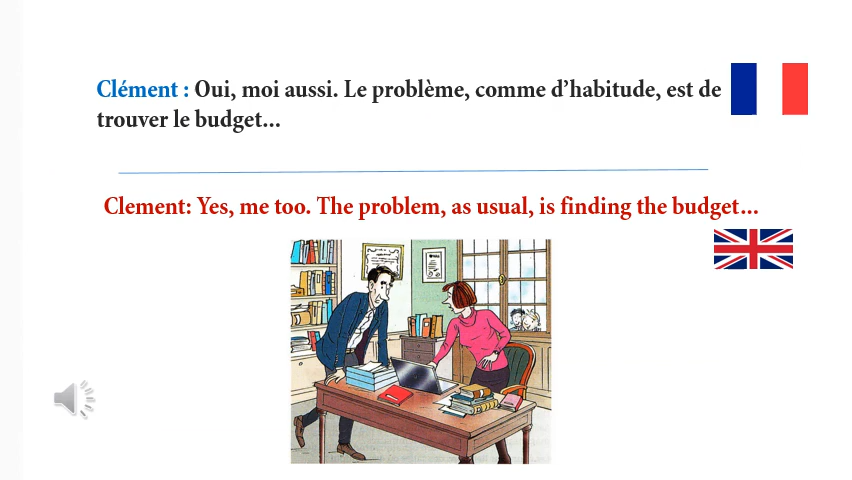 Clément : Oui, moi aussi. Le problème, comme d’habitude, est de
trouver le budget...
Clement: Yes, me too. The problem, as usual, is finding the budget...